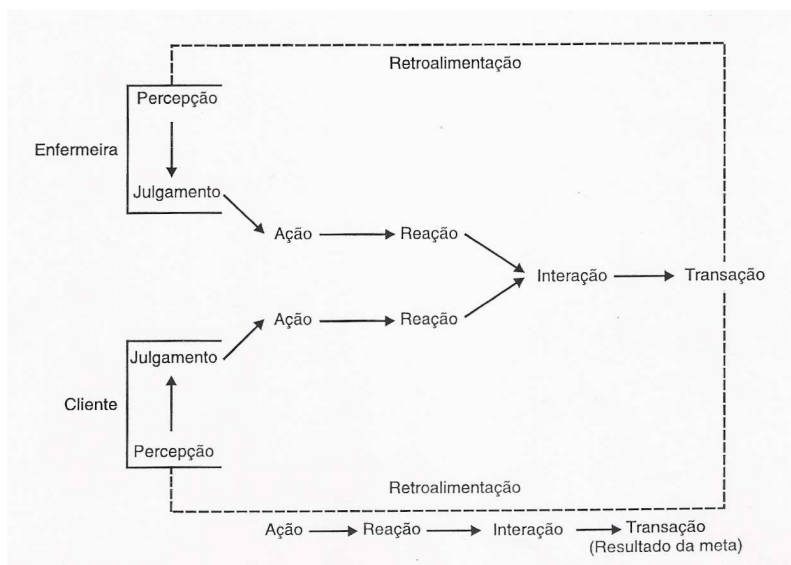 Retroalimentação
Percepção
Enfermeira
Julgamento
Ação
Reação
Interação
Transação
Ação
Reação
Julgamento
Cliente
Percepção
Retroalimentação
Ação
Reação
Interação
Transação
(Resultado da meta)